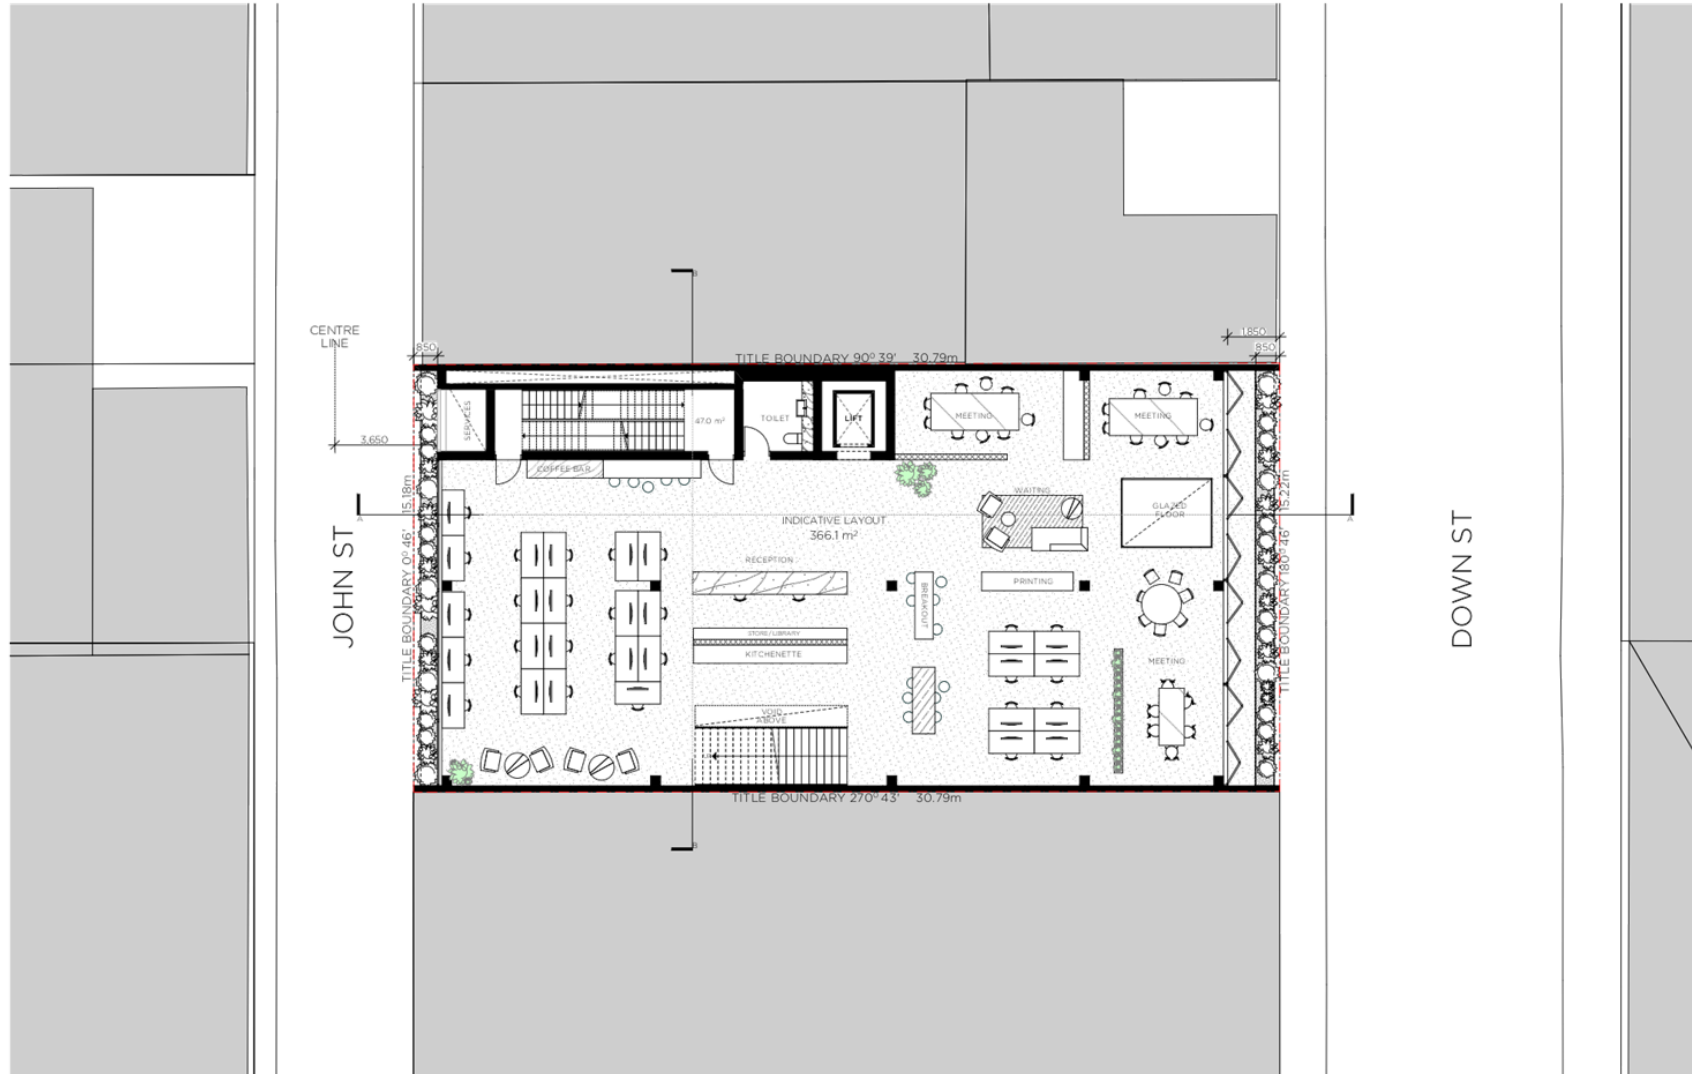 CENTRE
LINE
850
1850
850
TITLE BOUNDARY 90° 39' 30.79m
3.650
SERVICES
47.0 m²
TOILET
LIFT
MEETING
MEETING
COFFEE BAR
WAITING
GLAZED
FLOOR
INDICATIVE LAYOUT
366.1 m²
RECEPTION
PRINTING
BREAKOUT
STORE/LIBRARY
KITCHENETTE
MEETING
VOID
ABOVE
TITLE BOUNDARY 0° 46' 15.18m
TITLE BOUNDARY 180° 46' 15.22m
JOHN ST
DOWN ST
TITLE BOUNDARY 270° 43' 30.79m
A
A
B
B